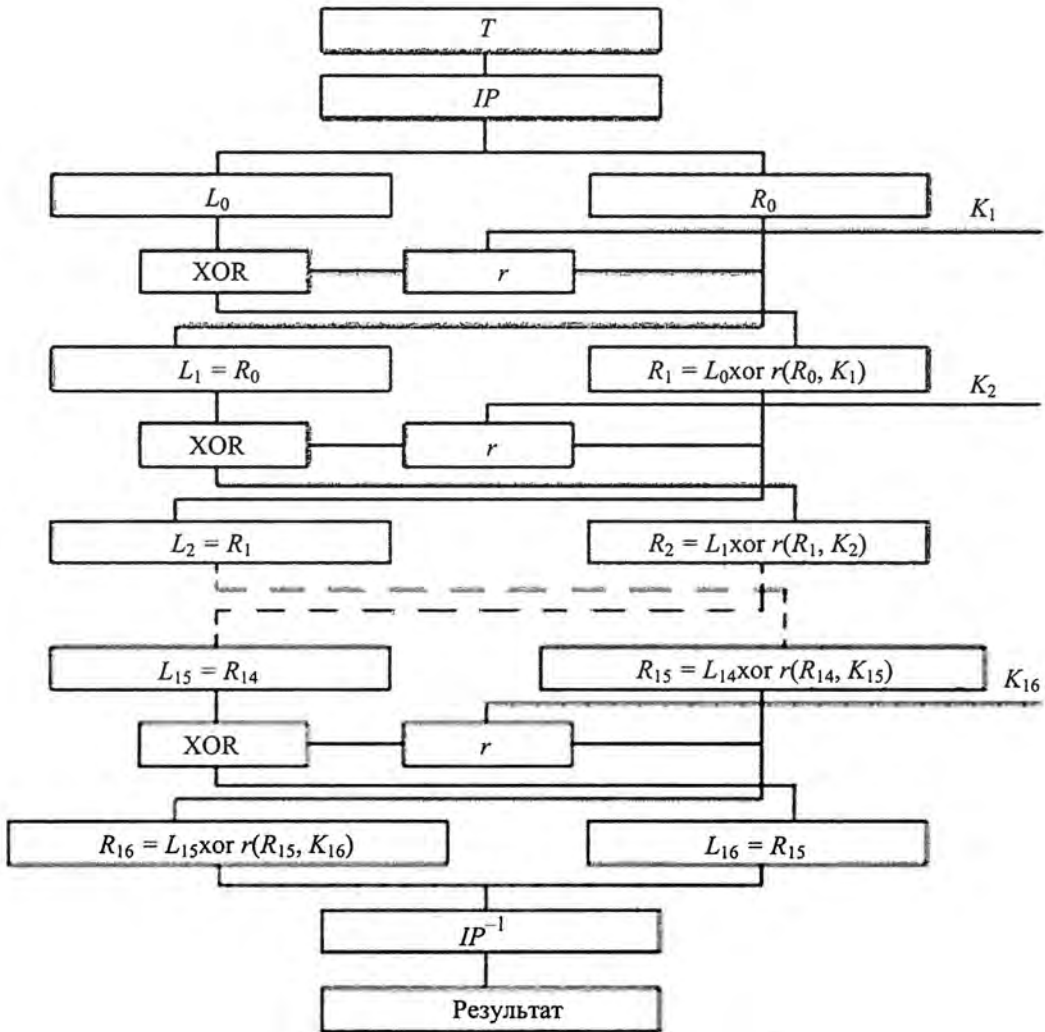 T
IP
L₀
R₀
K₁
XOR
r
L₁ = R₀
R₁ = L₀xor r(R₀, K₁)
K₂
XOR
r
L₂ = R₁
R₂ = L₁xor r(R₁, K₂)
L₁₅ = R₁₄
R₁₅ = L₁₄xor r(R₁₄, K₁₅)
K₁₆
XOR
r
R₁₆ = L₁₅xor r(R₁₅, K₁₆)
L₁₆ = R₁₅
IP⁻¹
Результат